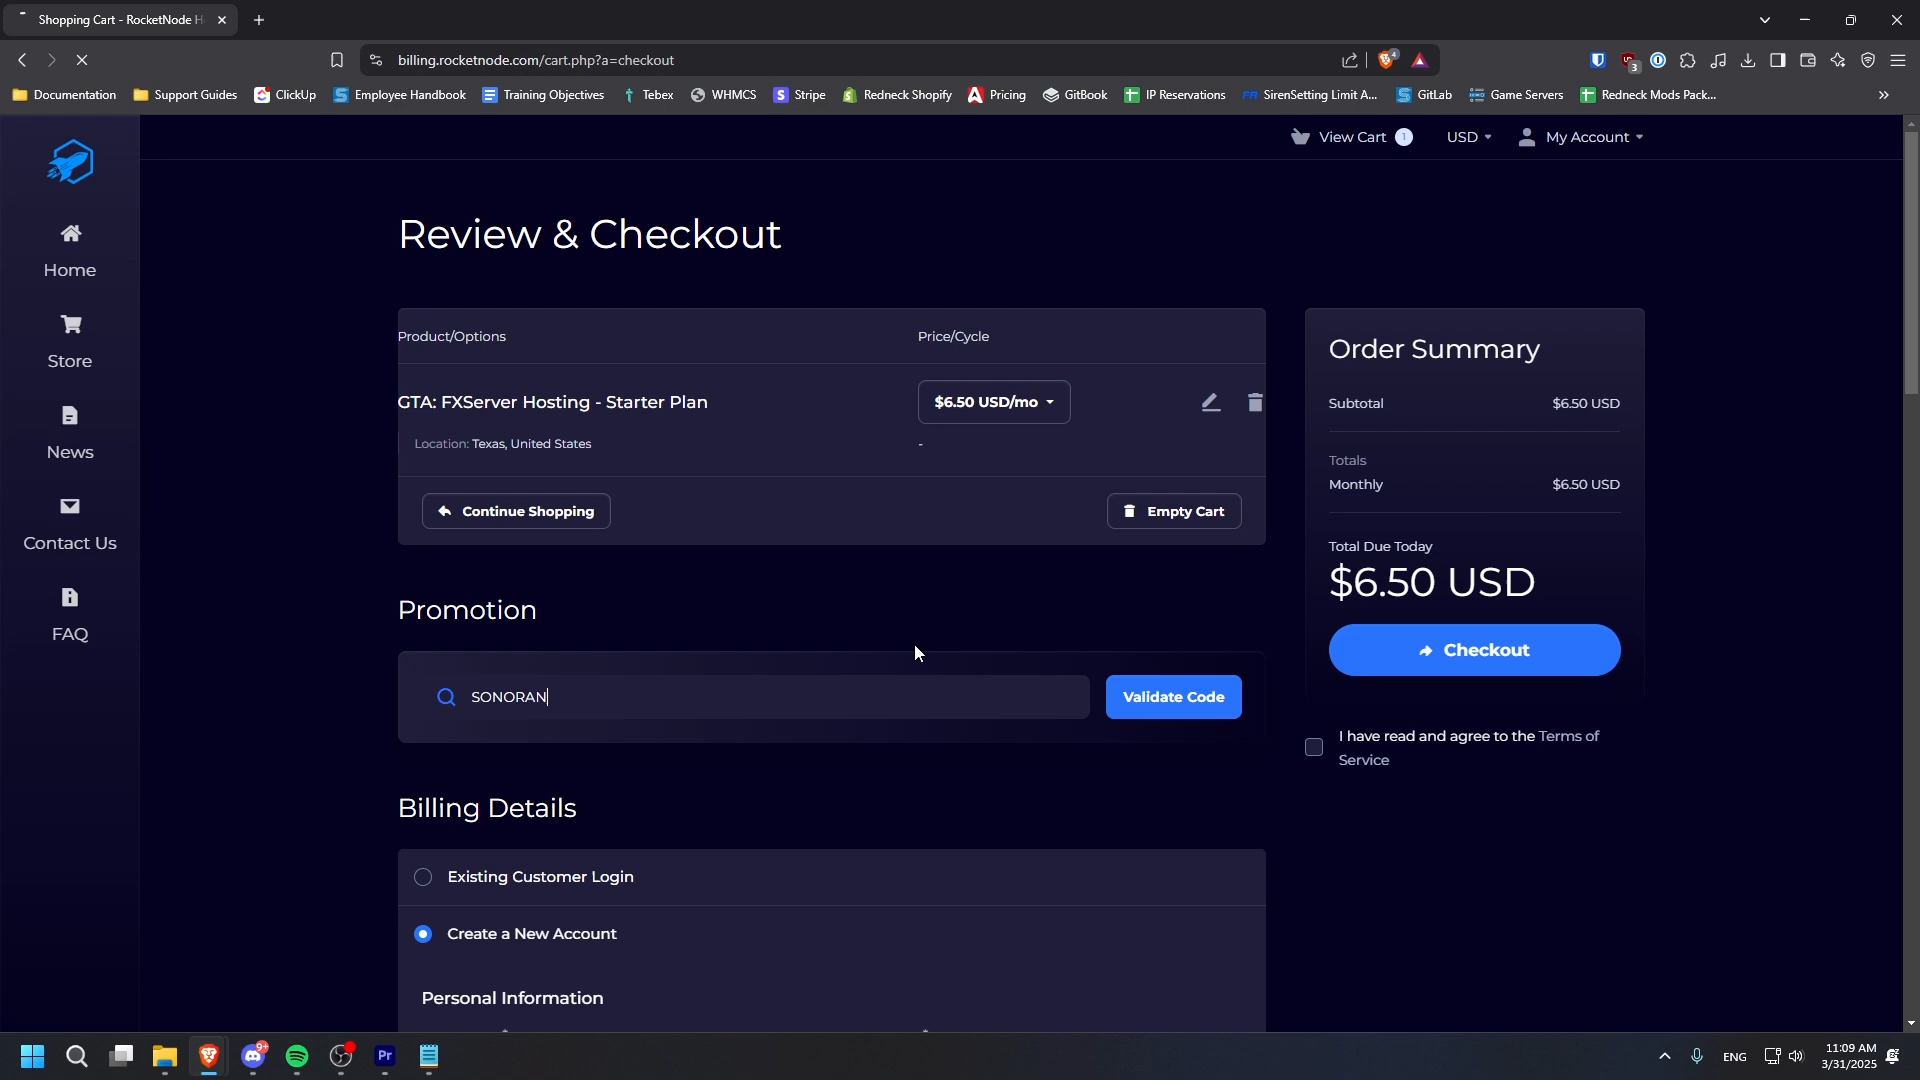 Shopping Cart - RocketNode H
billing.rocketnode.com/cart.php?a=checkout
4
3
Documentation
Support Guides
ClickUp
Employee Handbook
Training Objectives
Tebex
WHMCS
Stripe
Redneck Shopify
Pricing
GitBook
IP Reservations
SirenSetting Limit A...
GitLab
Game Servers
Redneck Mods Pack...
View Cart 1
USD
My Account
Home
Store
News
Contact Us
FAQ
Review & Checkout
Product/Options
Price/Cycle
GTA: FXServer Hosting - Starter Plan
$6.50 USD/mo
Location: Texas, United States
-
Continue Shopping
Empty Cart
Order Summary
Subtotal
$6.50 USD
Totals
Monthly
$6.50 USD
Total Due Today
$6.50 USD
Checkout
I have read and agree to the Terms of
Service
Promotion
SONORAN
Validate Code
Billing Details
Existing Customer Login
Create a New Account
Personal Information
9+
Pr
ENG
11:09 AM
3/31/2025